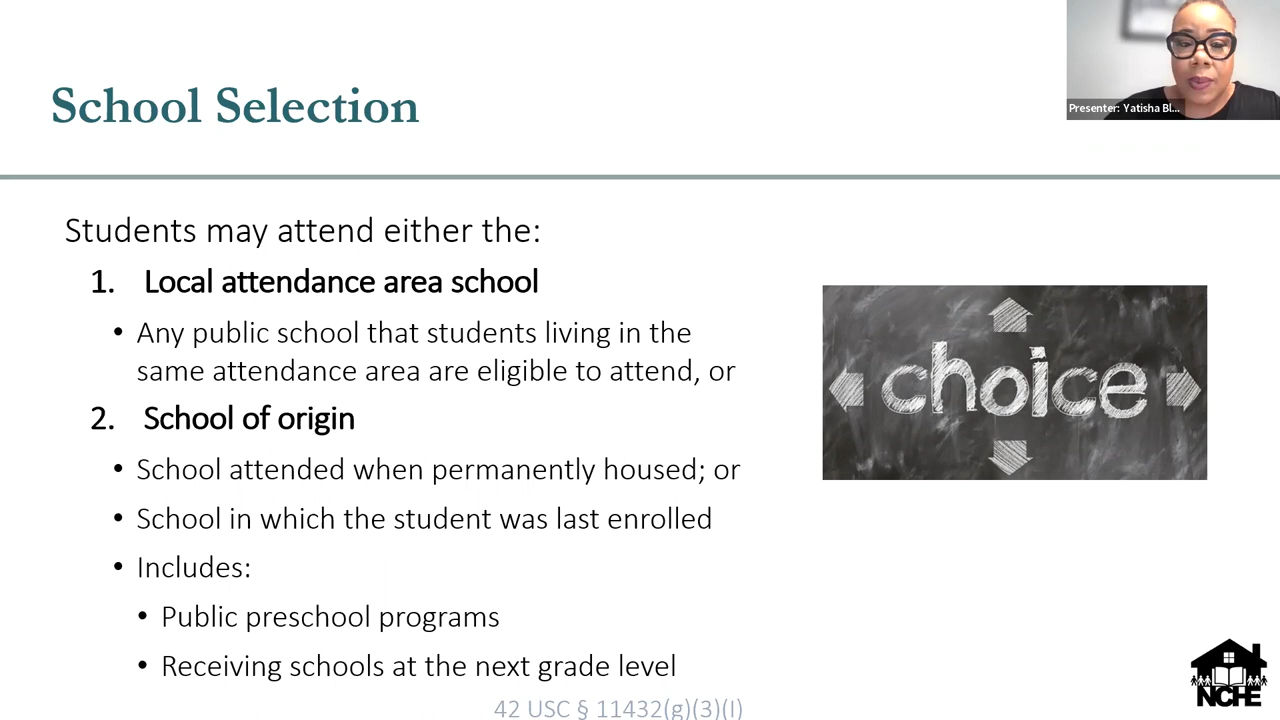 School Selection
Presenter: Yatisha Bl...
Students may attend either the:
1. Local attendance area school
• Any public school that students living in the
same attendance area are eligible to attend, or
2. School of origin
• School attended when permanently housed; or
• School in which the student was last enrolled
• Includes:
• Public preschool programs
• Receiving schools at the next grade level
choice
NCHE
42 USC § 11432(g)(3)(I)